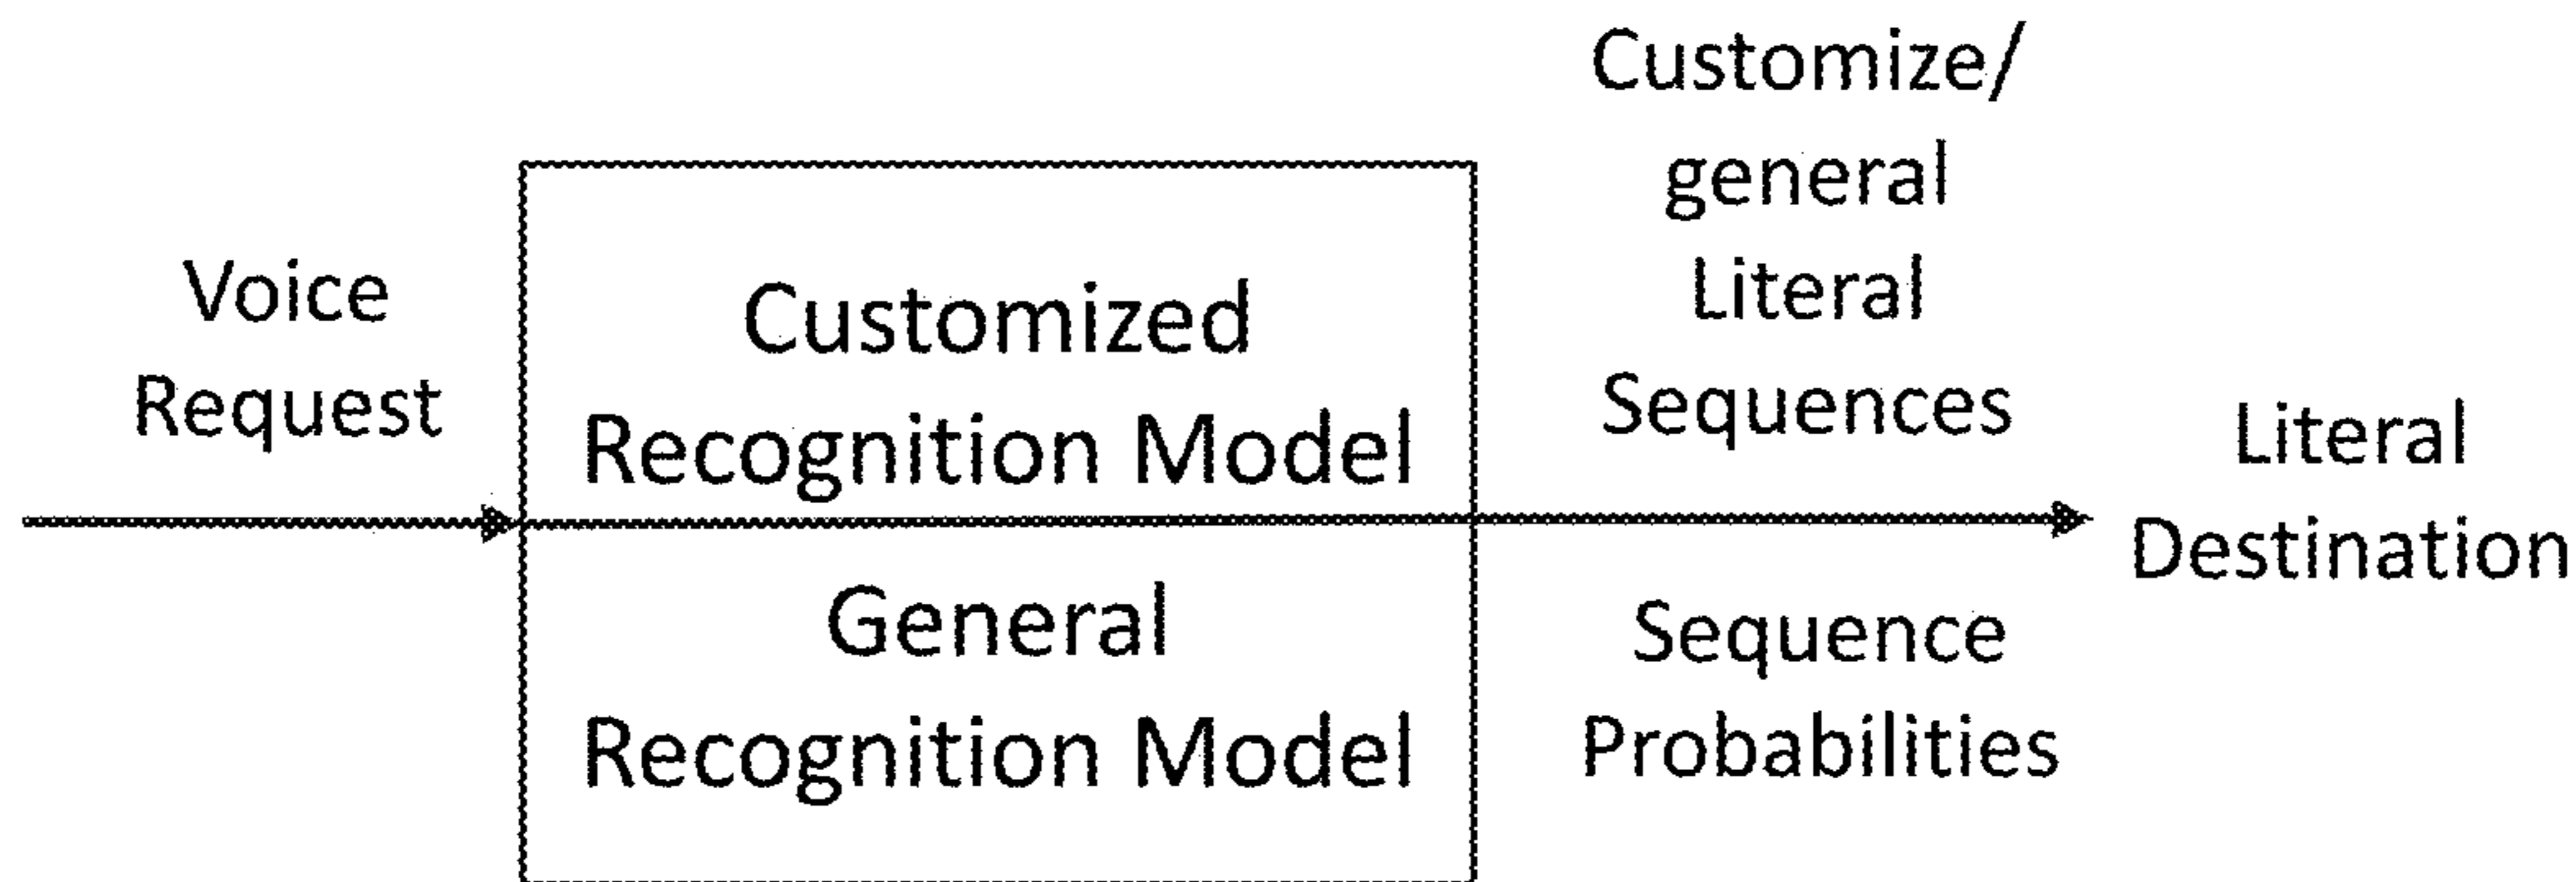 Voice
Request
Customized
Recognition Model
General
Recognition Model
Customize/
general
Literal
Sequences
Sequence
Probabilities
Literal
Destination